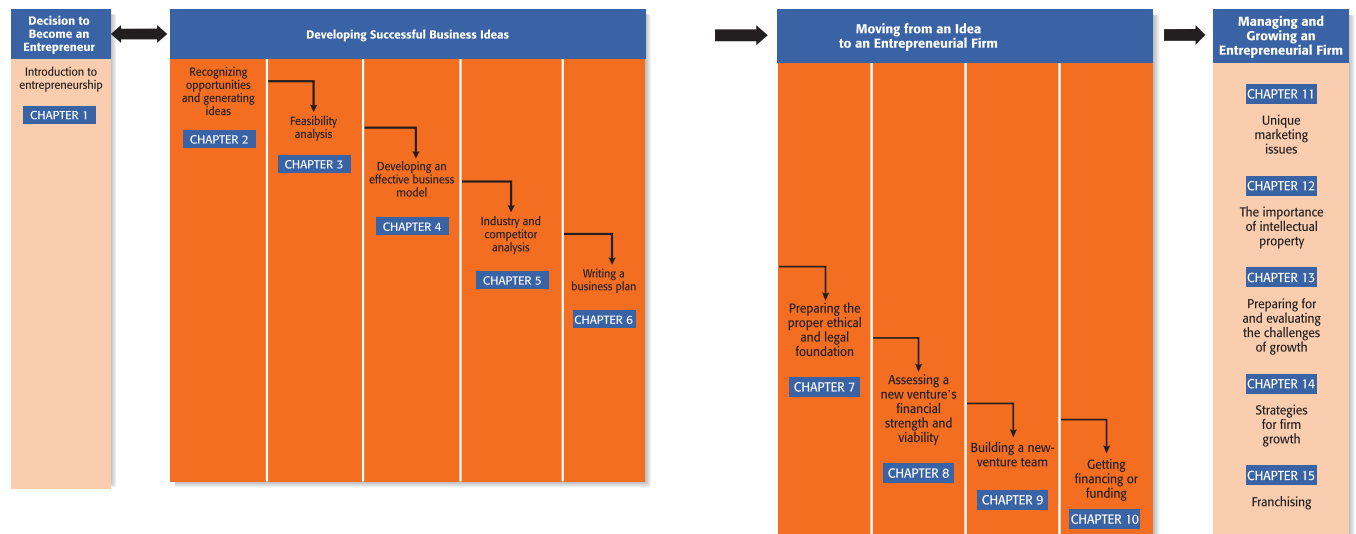 Decision to
Become an
Entrepreneur
Introduction to
entrepreneurship
CHAPTER 1
Developing Successful Business Ideas
Recognizing
opportunities
and generating
ideas
CHAPTER 2
Feasibility
analysis
CHAPTER 3
Developing an
effective business
model
CHAPTER 4
Industry and
competitor
analysis
CHAPTER 5
Writing a
business plan
CHAPTER 6
Moving from an Idea
to an Entrepreneurial Firm
Preparing the
proper ethical
and legal
foundation
CHAPTER 7
Assessing a
new venture's
financial
strength and
viability
CHAPTER 8
Building a new-
venture team
CHAPTER 9
Getting
financing or
funding
CHAPTER 10
Managing and
Growing an
Entrepreneurial Firm
CHAPTER 11
Unique
marketing
issues
CHAPTER 12
The importance
of intellectual
property
CHAPTER 13
Preparing for
and evaluating
the challenges
of growth
CHAPTER 14
Strategies
for firm
growth
CHAPTER 15
Franchising